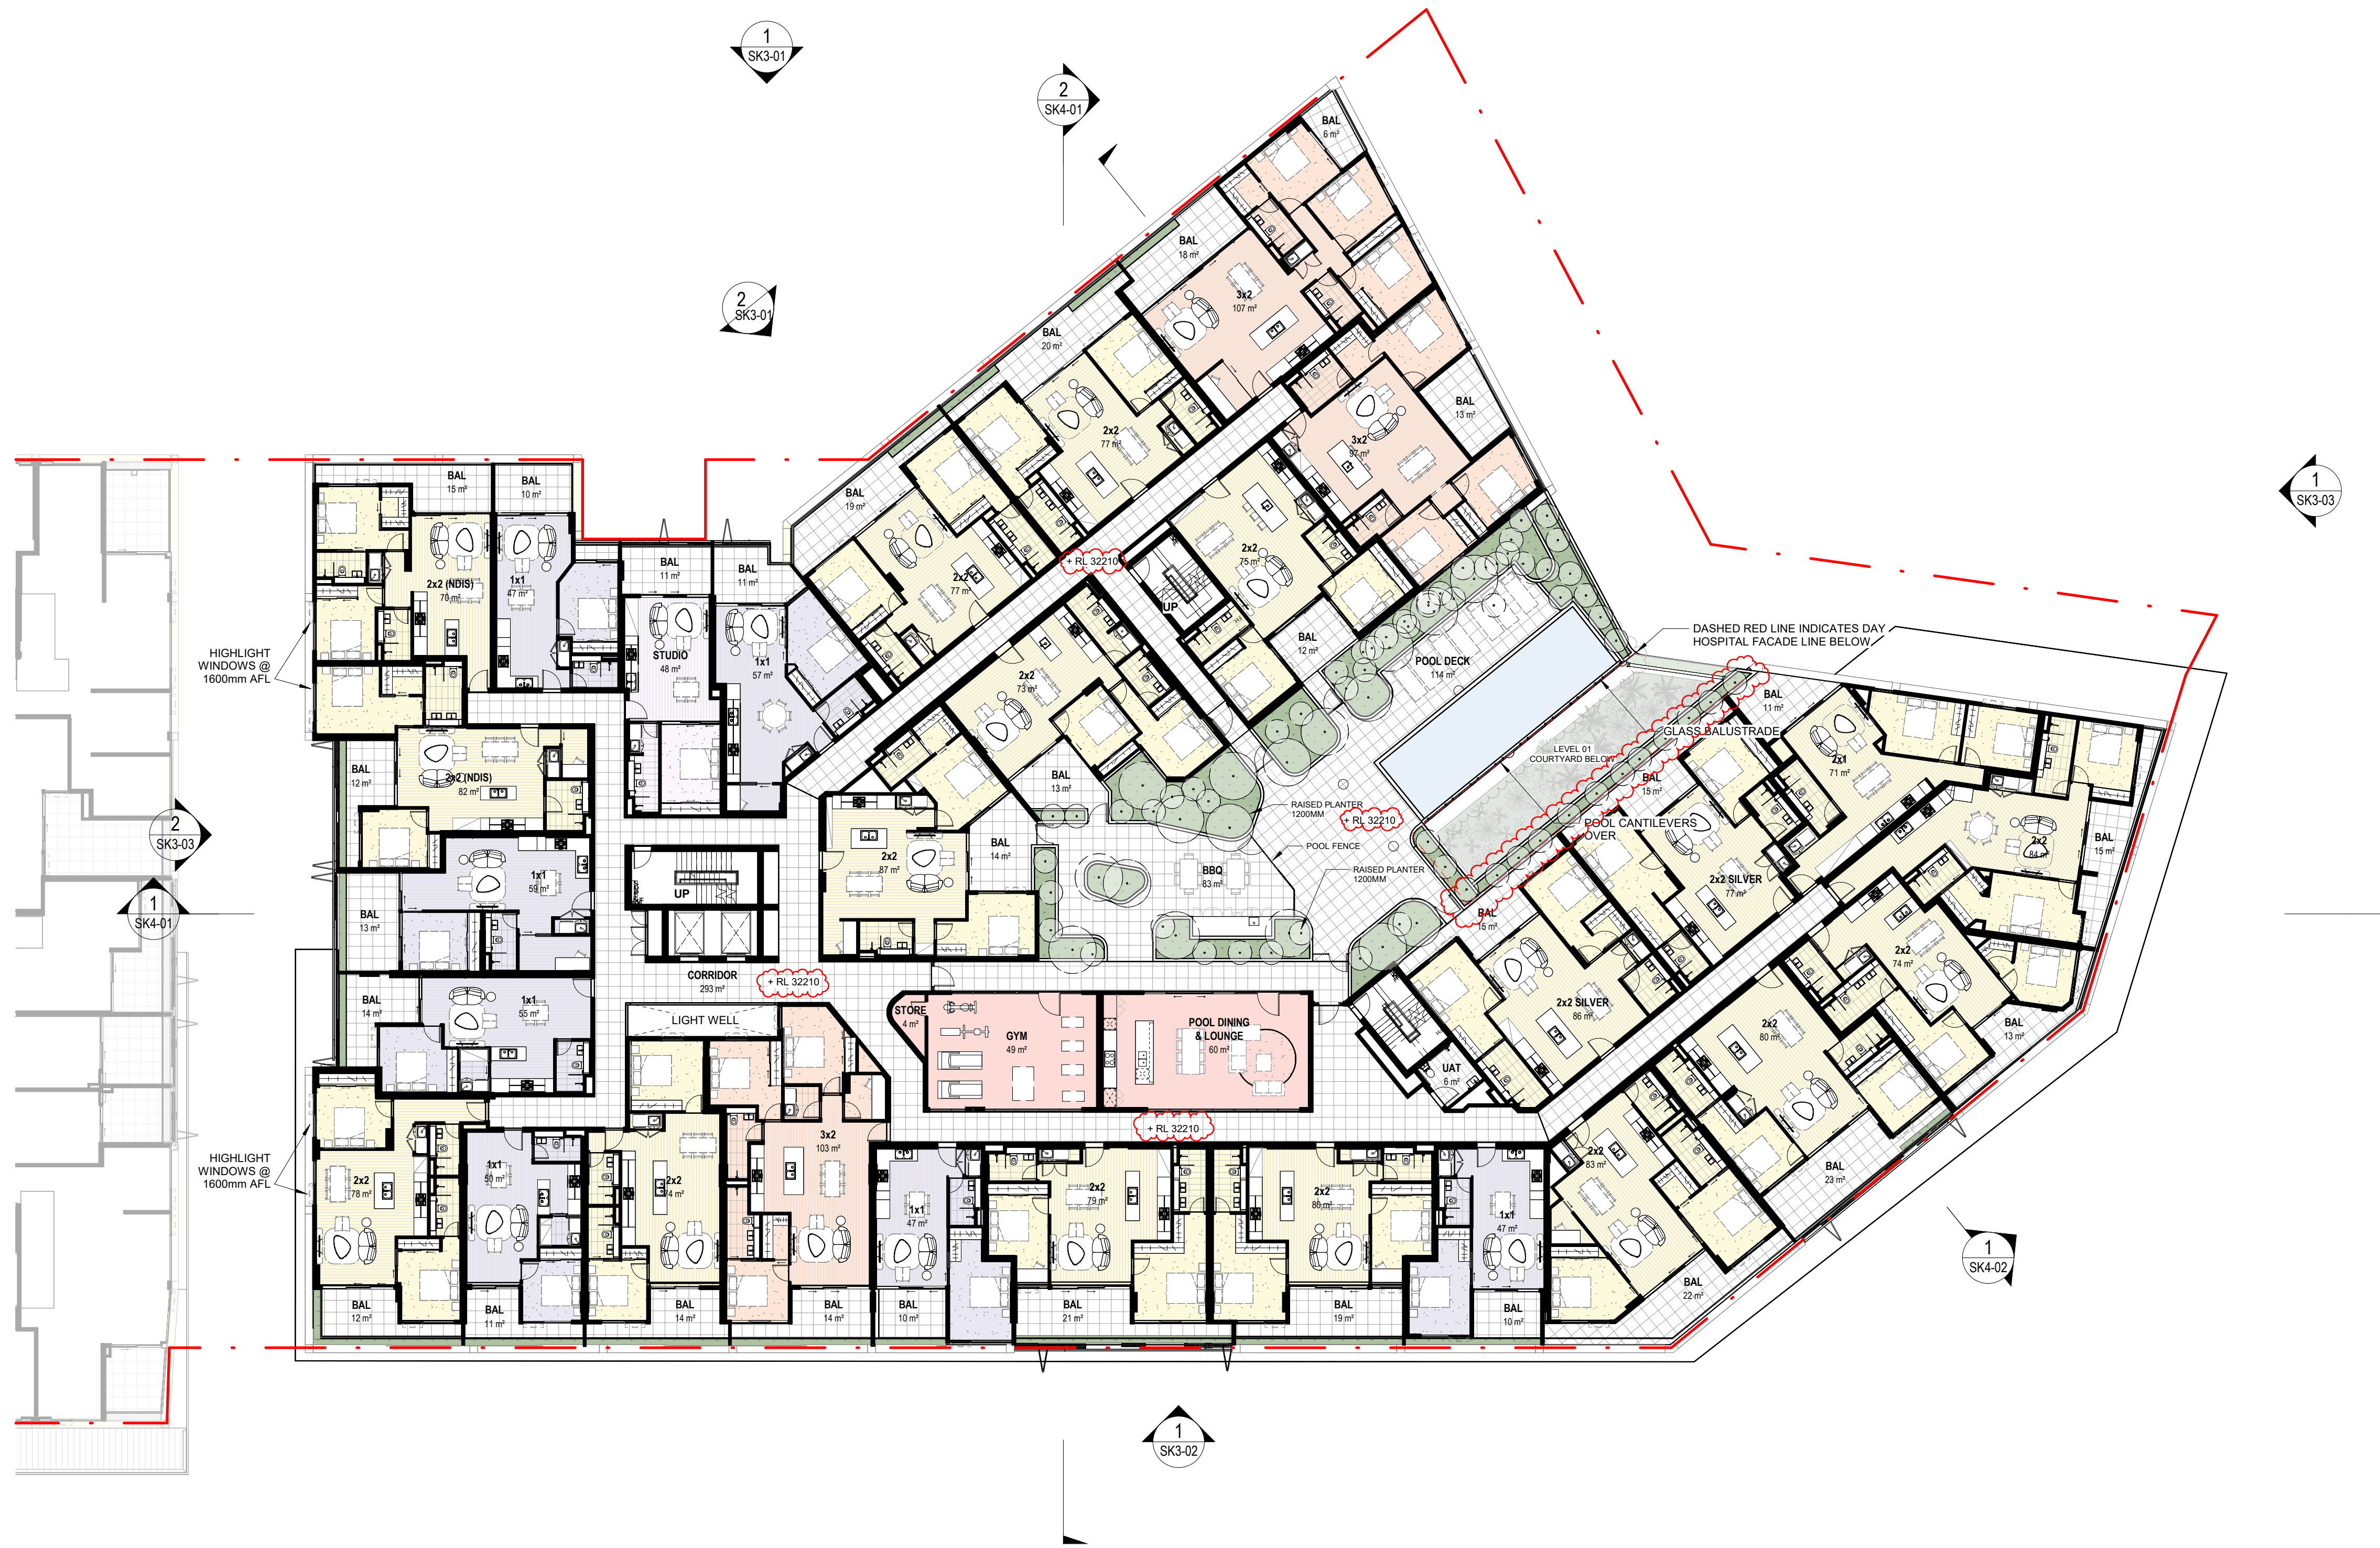 1
SK3-01
2
SK4-01
BAL
6 m²
BAL
18 m²
2
SK3-01
3x2
107 m²
BAL
20 m²
BAL
13 m²
2x2
77 m²
3x2
97 m²
BAL
15 m²
BAL
10 m²
BAL
19 m²
1
SK3-03
2x2
75 m²
+ RL 32210
BAL
11 m²
BAL
11 m²
2x2
77 m²
2x2 (NDIS)
70 m²
1x1
47 m²
UP
HIGHLIGHT
WINDOWS @
1600mm AFL
STUDIO
48 m²
1x1
57 m²
BAL
12 m²
DASHED RED LINE INDICATES DAY
HOSPITAL FACADE LINE BELOW
POOL DECK
114 m²
2x2
73 m²
BAL
11 m²
GLASS BALUSTRADE
LEVEL 01
COURTYARD BELOW
BAL
12 m²
2x2 (NDIS)
82 m²
BAL
13 m²
BAL
15 m²
2x1
71 m²
RAISED PLANTER
1200MM
+ RL 32210
POOL CANTILEVERS
OVER
2
SK3-03
POOL FENCE
2x2
84 m²
BAL
15 m²
BAL
14 m²
2x2
87 m²
BBQ
83 m²
RAISED PLANTER
1200MM
1x1
59 m²
UP
2x2 SILVER
77 m²
1
SK4-01
BAL
13 m²
BAL
15 m²
2x2
74 m²
CORRIDOR
293 m²
+ RL 32210
BAL
14 m²
1x1
55 m²
LIGHT WELL
STORE
4 m²
GYM
49 m²
POOL DINING
& LOUNGE
60 m²
2x2 SILVER
86 m²
2x2
80 m²
BAL
13 m²
UAT
6 m²
+ RL 32210
3x2
103 m²
HIGHLIGHT
WINDOWS @
1600mm AFL
2x2
78 m²
1x1
50 m²
2x2
74 m²
1x1
47 m²
2x2
79 m²
2x2
80 m²
1x1
47 m²
2x2
83 m²
BAL
23 m²
1
SK4-02
BAL
12 m²
BAL
11 m²
BAL
14 m²
BAL
14 m²
BAL
10 m²
BAL
21 m²
BAL
19 m²
BAL
10 m²
BAL
22 m²
1
SK3-02